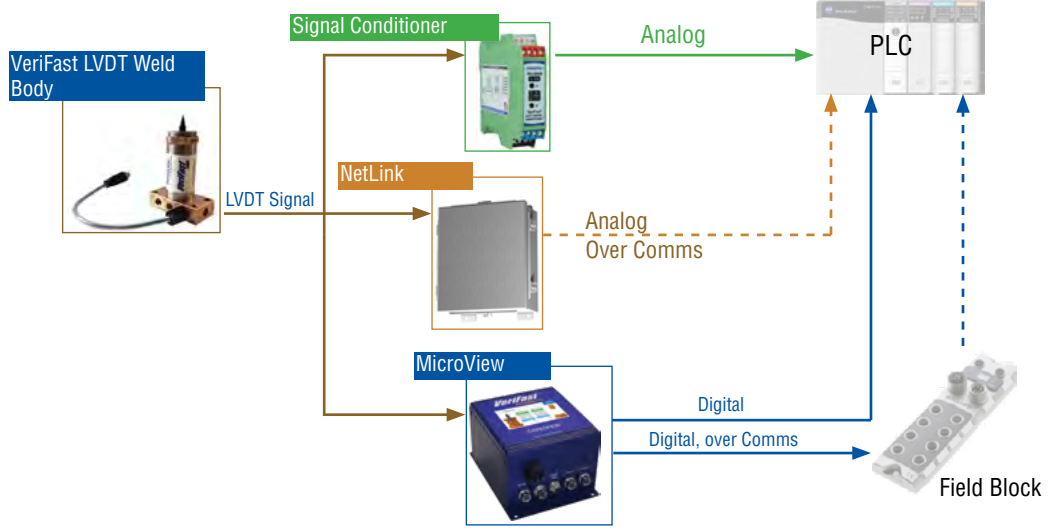 Signal Conditioner
Analog
PLC
VeriFast LVDT Weld
Body
NetLink
LVDT Signal
Analog
Over Comms
MicroView
VeriFast
Digital
Digital, over Comms
Field Block